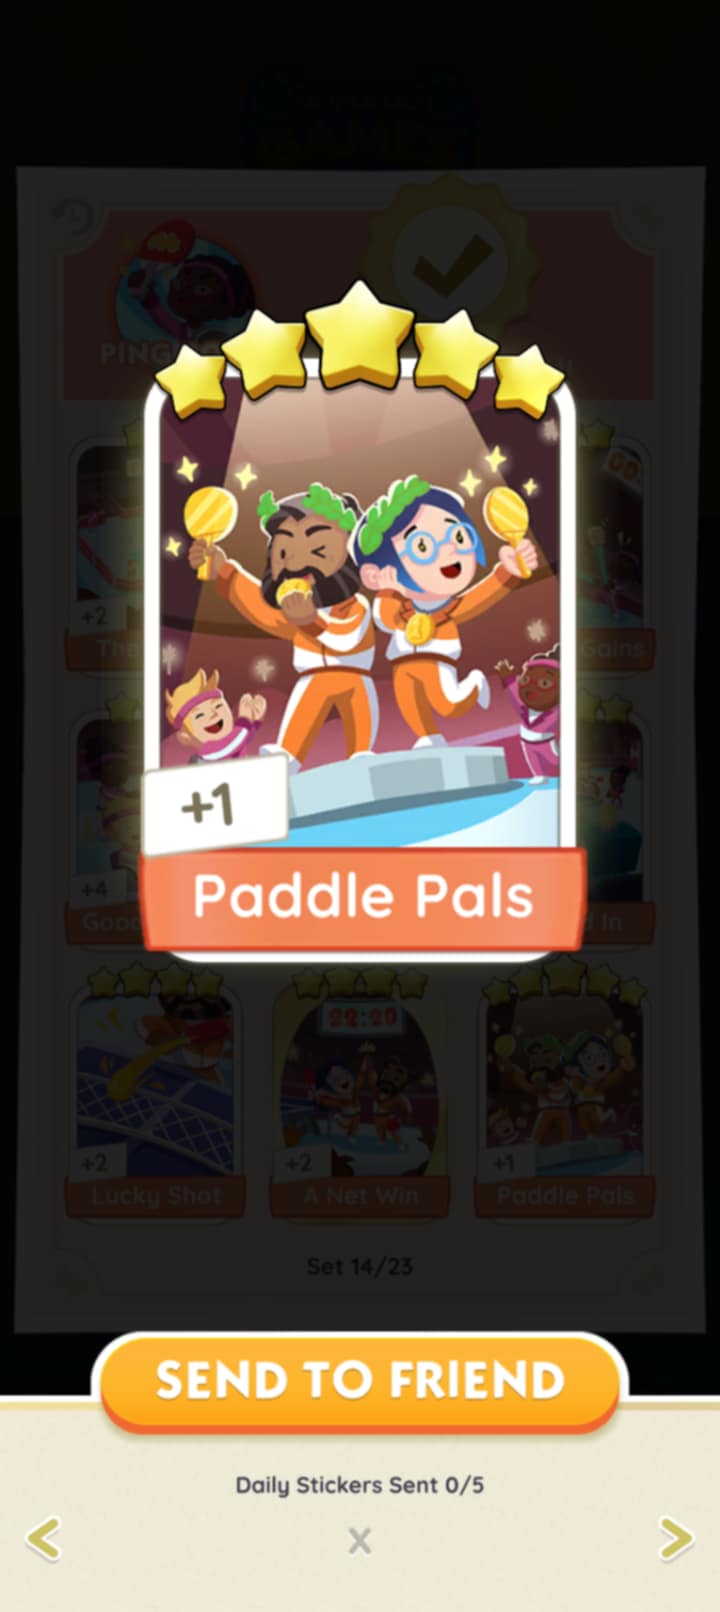 PING
+2
The
00
Gains
+1
Paddle Pals
+4
Good
d In
22:20
+2
Lucky Shot
+2
A Net Win
+1
Paddle Pals
Set 14/23
SEND TO FRIEND
Daily Stickers Sent 0/5
X